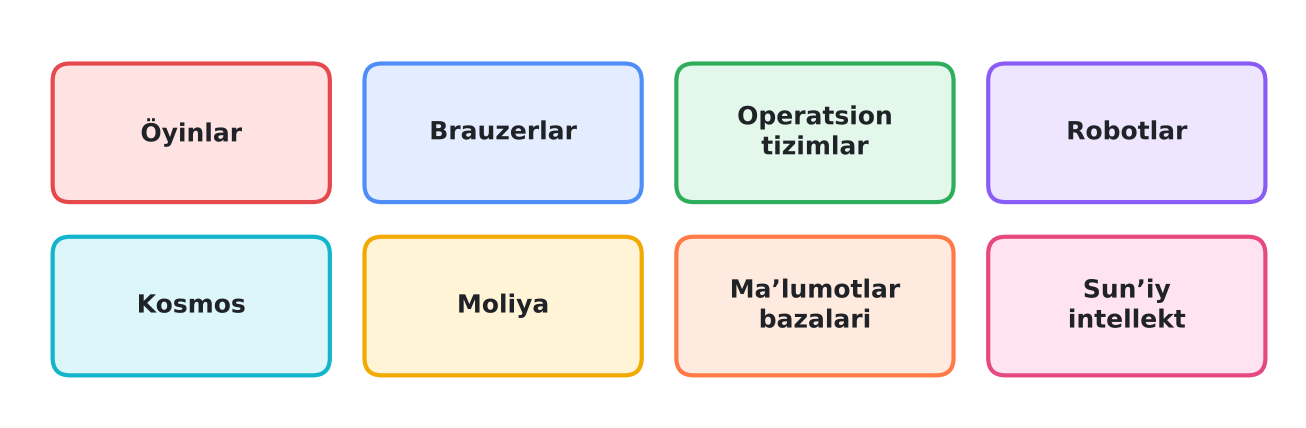 Öyinlar
Brauzerlar
Operatsion
tizimlar
Robotlar
Kosmos
Moliya
Ma’lumotlar
bazalari
Sun’iy
intellekt